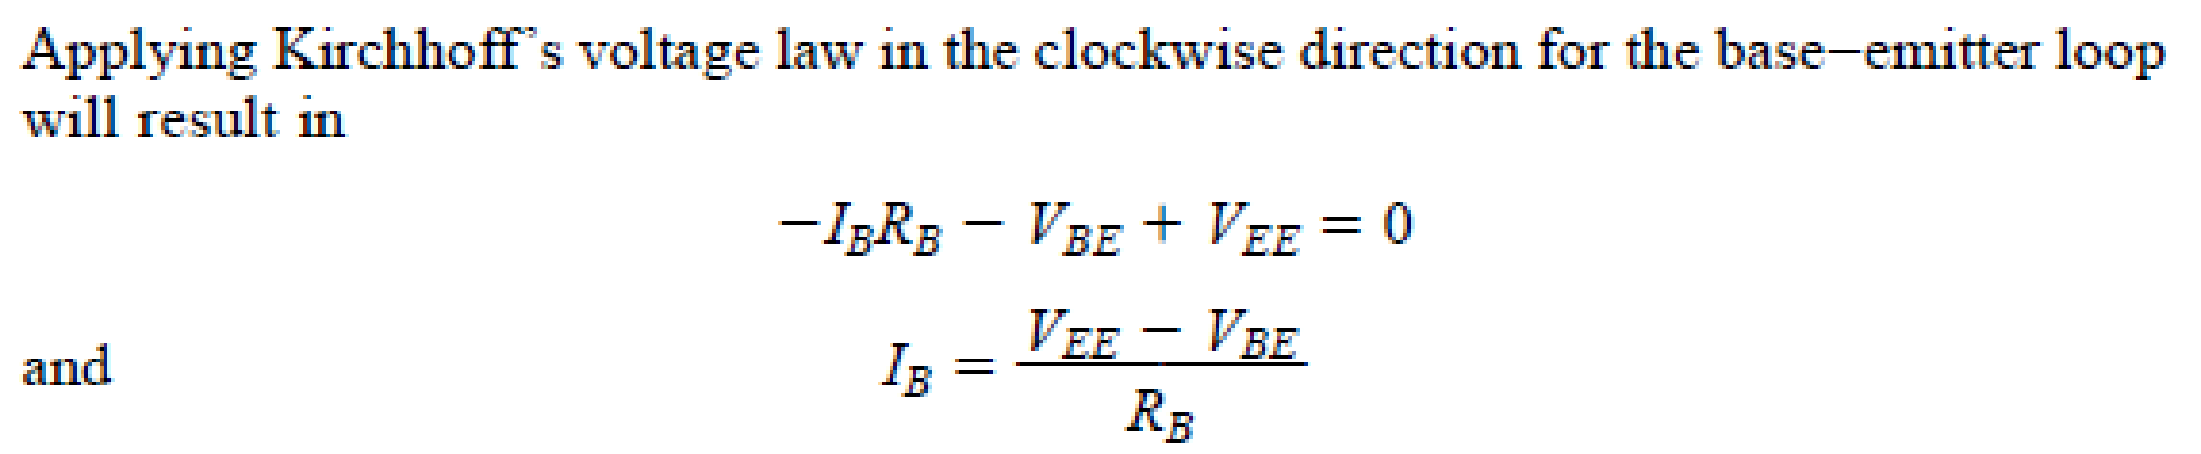 Applying Kirchhoff's voltage law in the clockwise direction for the base–emitter loop
will result in
−I_B R_B − V_BE + V_EE = 0
and I_B = (V_EE − V_BE) / R_B